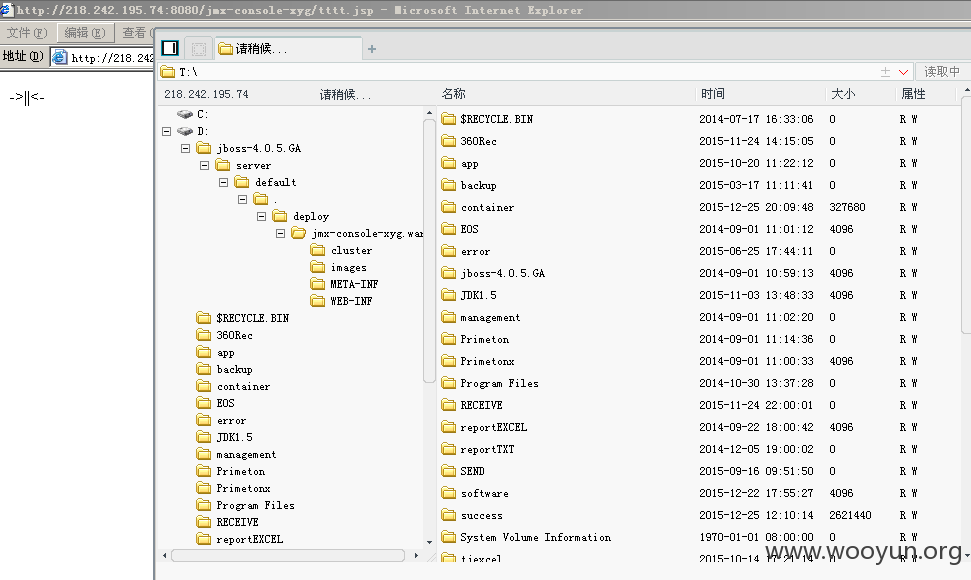 http://218.242.195.74:8080/jmx-console-xyg/tttt.jsp - Microsoft Internet Explorer
文件(F) 编辑(E) 查看
地址(D) http://218.242
->||<-
请稍候...
T:\ 读取中
218.242.195.74 请稍候... 名称 时间 大小 属性
C:
D:
jboss-4.0.5.GA
server
default
.
deploy
jmx-console-xyg.war
cluster
images
META-INF
WEB-INF
$RECYCLE.BIN
360Rec
app
backup
container
EOS
error
JDK1.5
management
Primeton
Primetonx
Program Files
RECEIVE
reportEXCEL
$RECYCLE.BIN 2014-07-17 16:33:06 0 R W
360Rec 2015-11-24 14:15:05 0 R W
app 2015-10-20 11:22:12 0 R W
backup 2015-03-17 11:11:41 0 R W
container 2015-12-25 20:09:48 327680 R W
EOS 2014-09-01 11:01:12 4096 R W
error 2015-06-25 17:44:11 0 R W
jboss-4.0.5.GA 2014-09-01 10:59:13 4096 R W
JDK1.5 2015-11-03 13:48:33 4096 R W
management 2014-09-01 11:02:20 0 R W
Primeton 2014-09-01 11:14:36 0 R W
Primetonx 2014-09-01 11:00:33 4096 R W
Program Files 2014-10-30 13:37:28 0 R W
RECEIVE 2015-11-24 22:00:01 0 R W
reportEXCEL 2014-09-22 18:00:42 4096 R W
reportTXT 2014-12-05 19:00:02 0 R W
SEND 2015-09-16 09:51:50 0 R W
software 2015-12-22 17:55:27 4096 R W
success 2015-12-25 12:10:14 2621440 R W
System Volume Information 1970-01-01 08:00:00 0 R W
tiexcel 2015-10-14 17:21:14 0 R W
www.wooyun.org